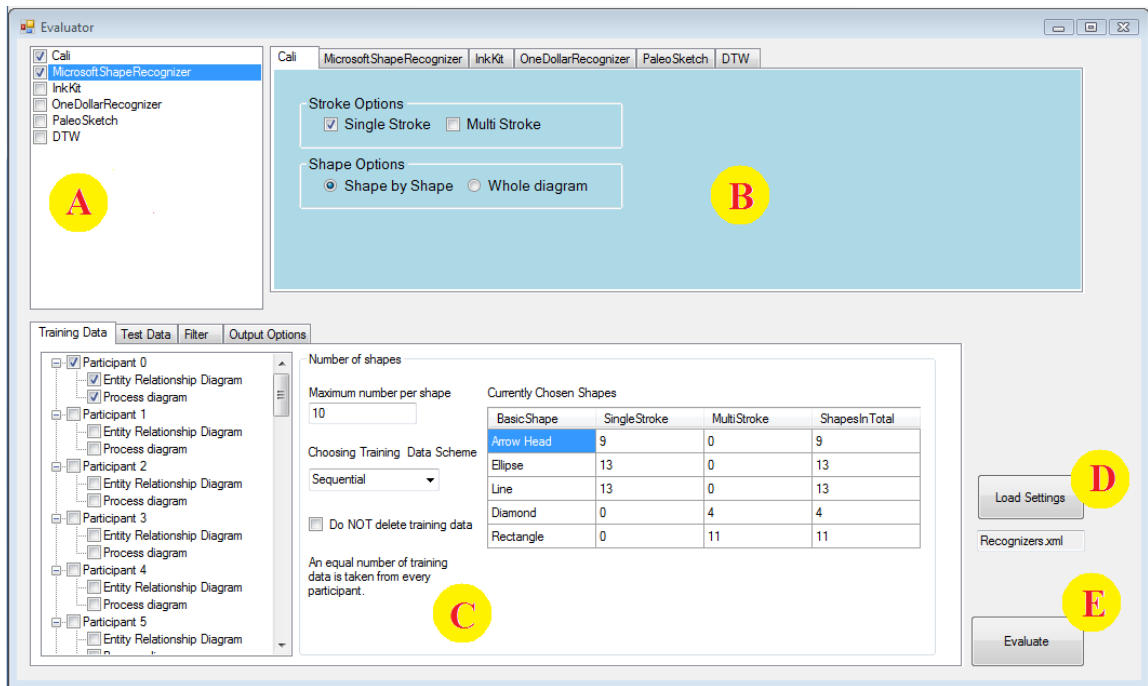 Evaluator
Cali
MicrosoftShapeRecognizer
InkKit
OneDollarRecognizer
PaleoSketch
DTW
A
Cali MicrosoftShapeRecognizer InkKit OneDollarRecognizer PaleoSketch DTW
Stroke Options
Single Stroke Multi Stroke
Shape Options
Shape by Shape Whole diagram
B
Training Data Test Data Filter Output Options
Participant 0
Entity Relationship Diagram
Process diagram
Participant 1
Entity Relationship Diagram
Process diagram
Participant 2
Entity Relationship Diagram
Process diagram
Participant 3
Entity Relationship Diagram
Process diagram
Participant 4
Entity Relationship Diagram
Process diagram
Participant 5
Entity Relationship Diagram
Number of shapes
Maximum number per shape
10
Choosing Training Data Scheme
Sequential
Do NOT delete training data
An equal number of training
data is taken from every
participant.
C
Currently Chosen Shapes
BasicShape SingleStroke MultiStroke ShapesInTotal
Arrow Head 9 0 9
Ellipse 13 0 13
Line 13 0 13
Diamond 0 4 4
Rectangle 0 11 11
D
Load Settings
Recognizers.xml
E
Evaluate